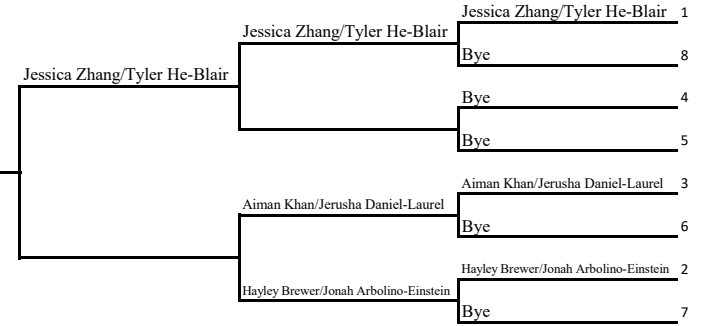 Jessica Zhang/Tyler He-Blair 1
Jessica Zhang/Tyler He-Blair
Bye 8
Jessica Zhang/Tyler He-Blair
Bye 4
Bye 5
Aiman Khan/Jerusha Daniel-Laurel 3
Aiman Khan/Jerusha Daniel-Laurel
Bye 6
Hayley Brewer/Jonah Arbolino-Einstein 2
Hayley Brewer/Jonah Arbolino-Einstein
Bye 7